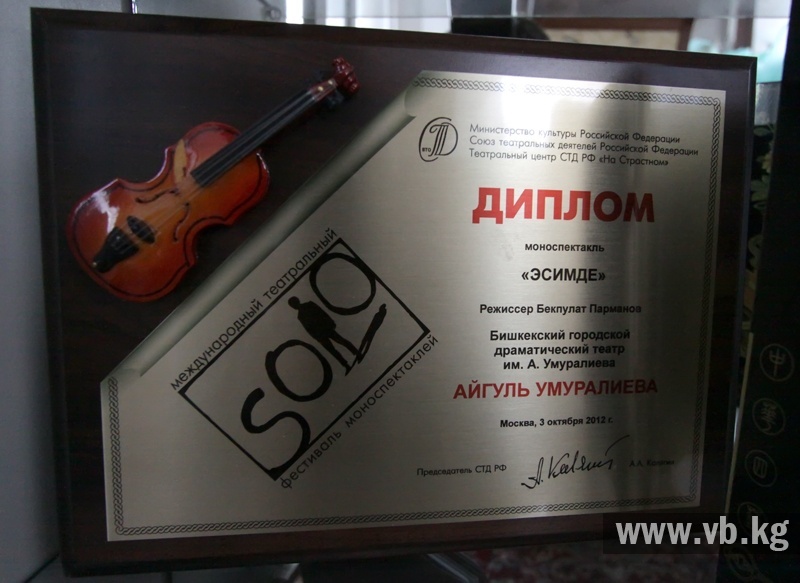 ВТО
Министерство культуры Российской Федерации
Союз театральных деятелей Российской Федерации
Театральный центр СТД РФ «На Страстном»
ДИПЛОМ
моноспектакль
«ЭСИМДЕ»
Режиссер Бекпулат Парманов
Бишкекский городской
драматический театр
им. А. Умуралиева
АЙГУЛЬ УМУРАЛИЕВА
Москва, 3 октября 2012 г.
Председатель СТД РФ
международный театральный
SOLO
фестиваль моноспектаклей
www.vb.kg